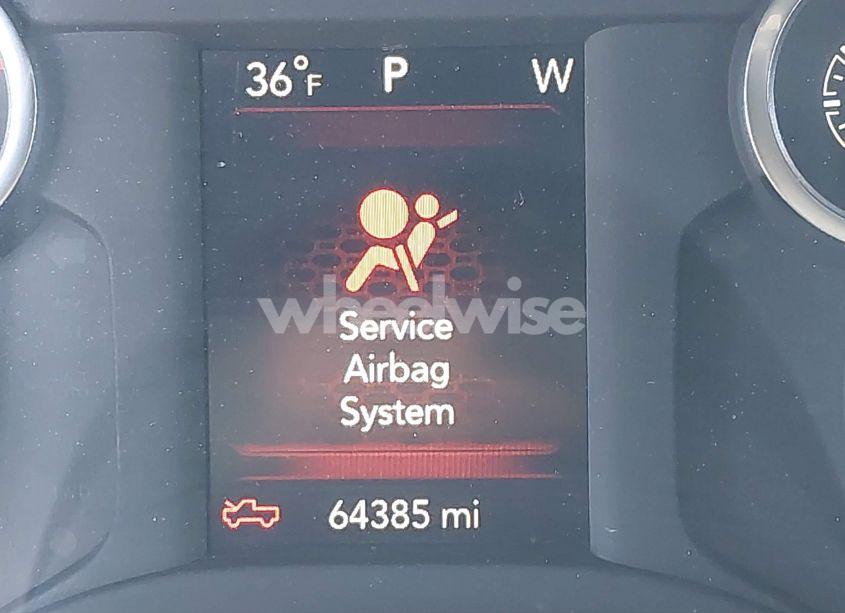 36°F P W
wheelwise
Service
Airbag
System
64385 mi